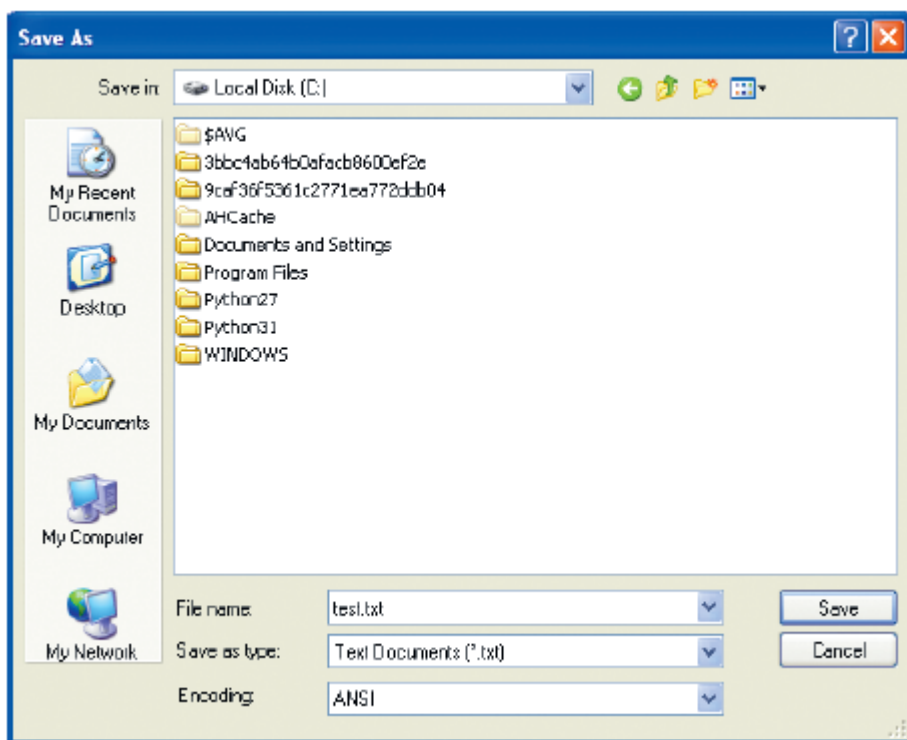 Save As
Save in:
Local Disk (C:)
My Recent
Documents
Desktop
My Documents
My Computer
My Network
$AVG
3bbc4ab64b0afacb8600ef2e
9caf36f5361c2771ea772ddb04
AHCache
Documents and Settings
Program Files
Python27
Python31
WINDOWS
File name:
test.txt
Save
Save as type:
Text Documents (*.txt)
Cancel
Encoding:
ANSI